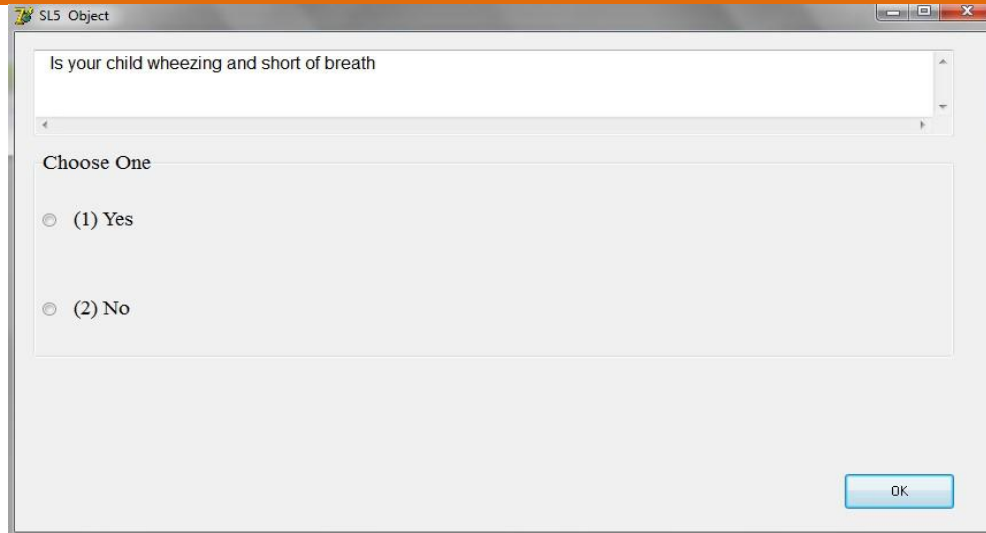 SL5 Object
Is your child wheezing and short of breath
Choose One
(1) Yes
(2) No
OK